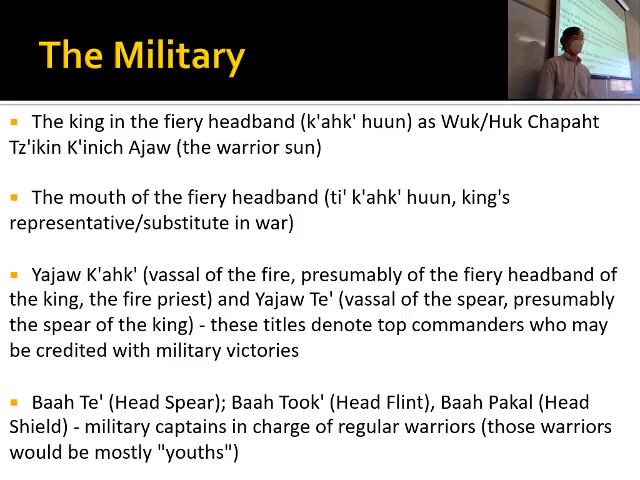 The Military
▪ The king in the fiery headband (k'ahk' huun) as Wuk/Huk Chapaht
Tz'ikin K'inich Ajaw (the warrior sun)
▪ The mouth of the fiery headband (ti' k'ahk' huun, king's
representative/substitute in war)
▪ Yajaw K'ahk' (vassal of the fire, presumably of the fiery headband of
the king, the fire priest) and Yajaw Te' (vassal of the spear, presumably
the spear of the king) - these titles denote top commanders who may
be credited with military victories
▪ Baah Te' (Head Spear); Baah Took' (Head Flint), Baah Pakal (Head
Shield) - military captains in charge of regular warriors (those warriors
would be mostly "youths")